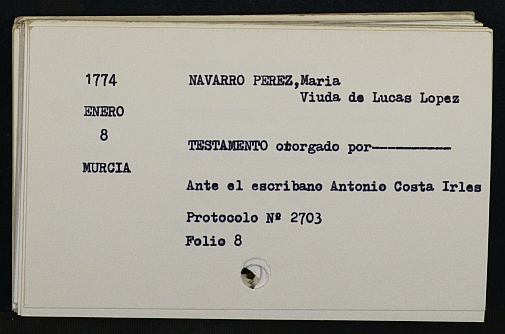 1774
ENERO
8
MURCIA
NAVARRO PEREZ,Maria
Viuda de Lucas Lopez
TESTAMENTO otorgado por----------
Ante el escribano Antonio Costa Irles
Protocolo Nº 2703
Folio 8